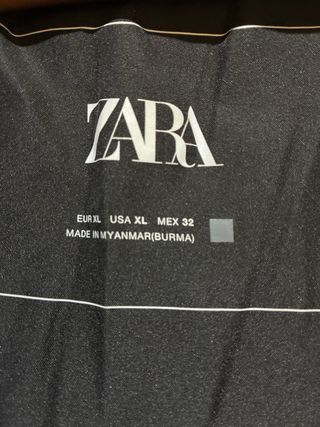 ZARA
EUR XL USA XL MEX 32
MADE IN MYANMAR(BURMA)